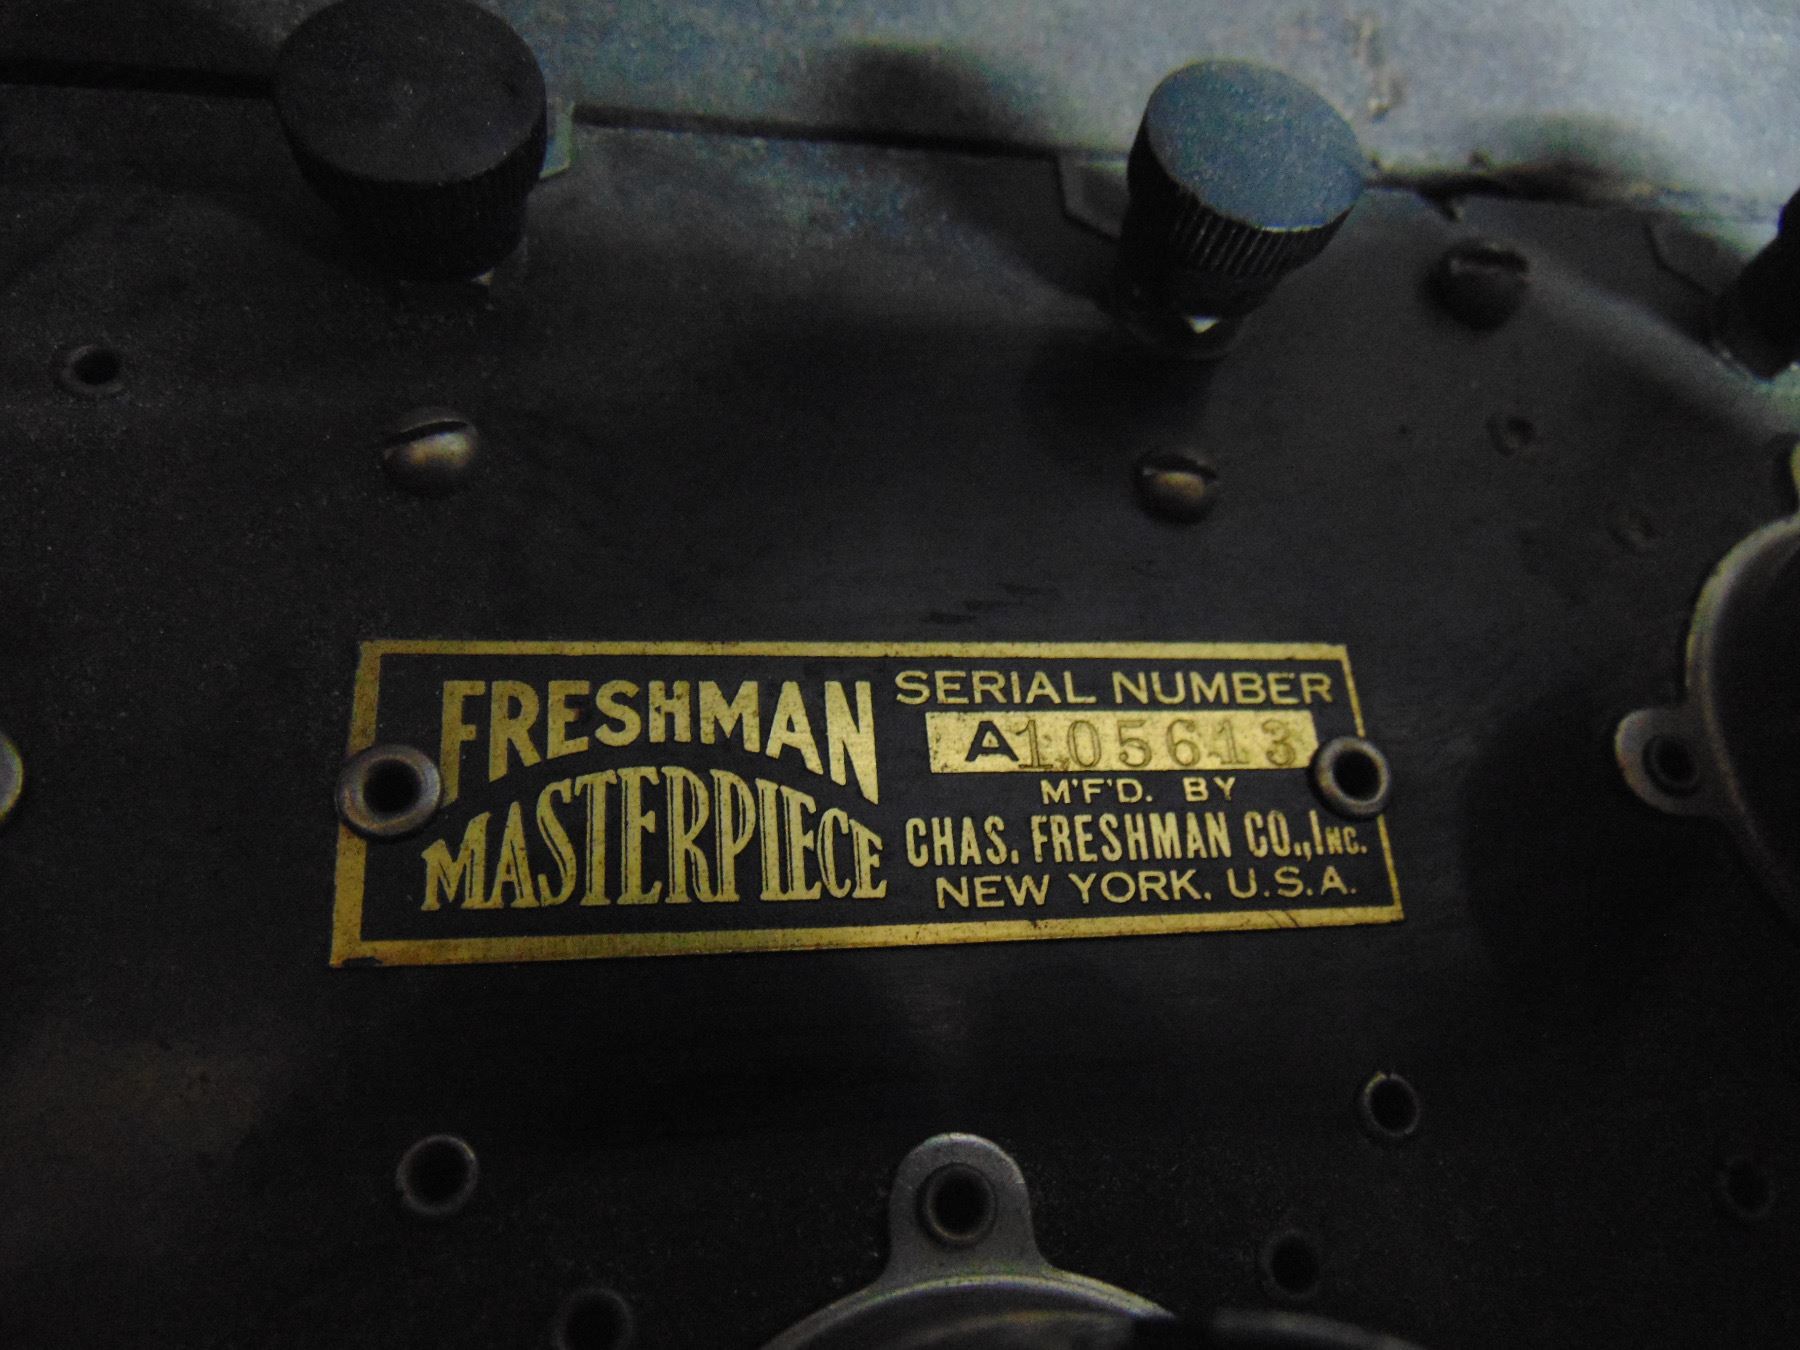 FRESHMAN
MASTERPIECE
SERIAL NUMBER
A105613
M'F'D. BY
CHAS. FRESHMAN CO., INC.
NEW YORK, U.S.A.